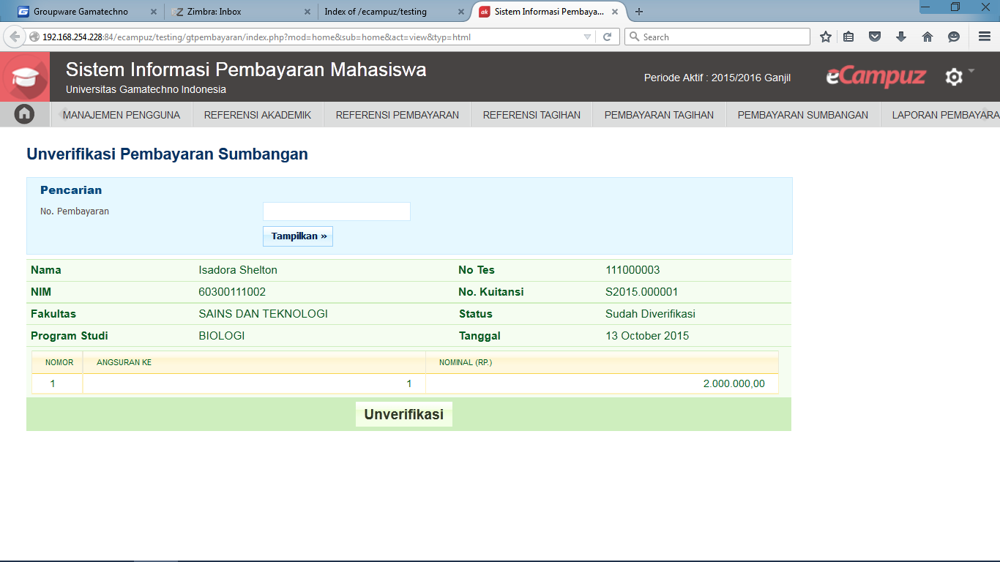 Groupware Gamatechno
Zimbra: Inbox
Index of /ecampuz/testing
Sistem Informasi Pembaya...
192.168.254.228:84/ecampuz/testing/gtpembayaran/index.php?mod=home&sub=home&act=view&typ=html
Search
Sistem Informasi Pembayaran Mahasiswa
Universitas Gamatechno Indonesia
Periode Aktif : 2015/2016 Ganjil
eCampuz
MANAJEMEN PENGGUNA REFERENSI AKADEMIK REFERENSI PEMBAYARAN REFERENSI TAGIHAN PEMBAYARAN TAGIHAN PEMBAYARAN SUMBANGAN LAPORAN PEMBAYARA
Unverifikasi Pembayaran Sumbangan
Pencarian
No. Pembayaran
Tampilkan »
Nama Isadora Shelton No Tes 111000003
NIM 60300111002 No. Kuitansi S2015.000001
Fakultas SAINS DAN TEKNOLOGI Status Sudah Diverifikasi
Program Studi BIOLOGI Tanggal 13 October 2015
NOMOR ANGSURAN KE NOMINAL (RP.)
1 1 2.000.000,00
Unverifikasi